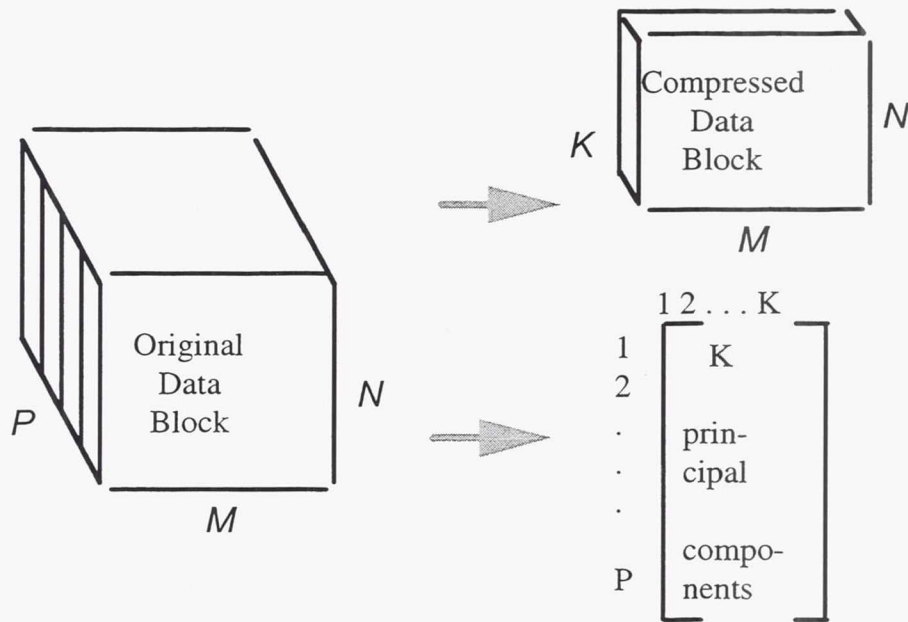 Original
Data
Block
P
M
N
Compressed
Data
Block
K
N
M
1 2 . . . K
1
2
.
.
.
P
K
prin-
cipal
compo-
nents